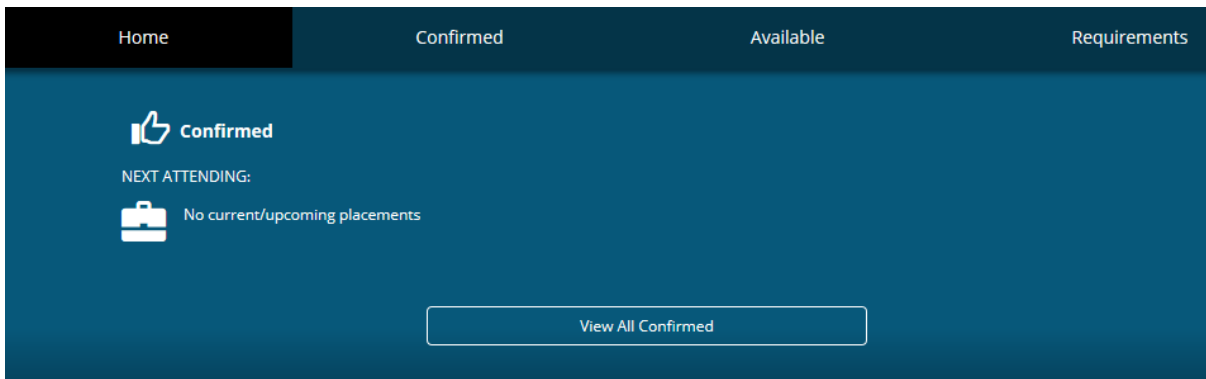 Home Confirmed Available Requirements
Confirmed
NEXT ATTENDING:
No current/upcoming placements
View All Confirmed